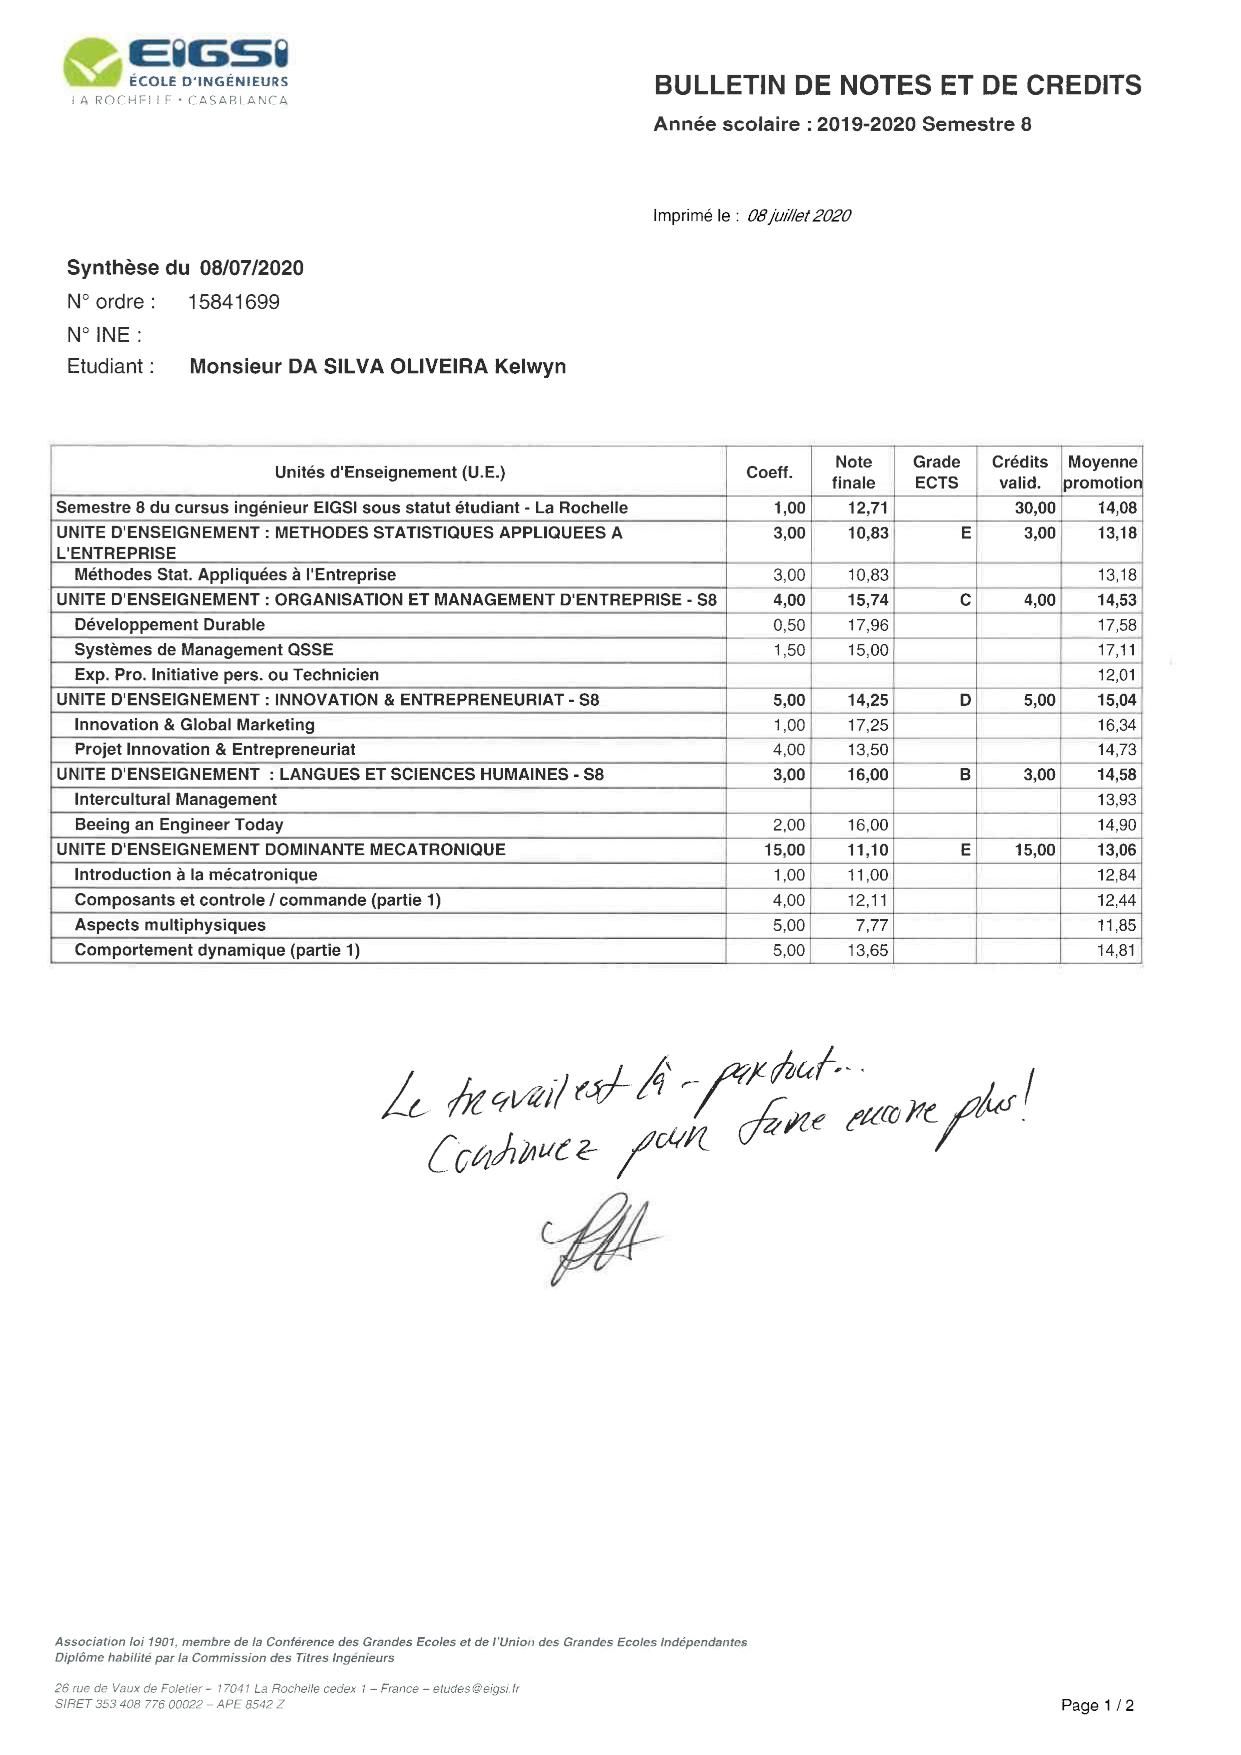 EIGSI
ÉCOLE D'INGÉNIEURS
LA ROCHELLE • CASABLANCA
BULLETIN DE NOTES ET DE CREDITS
Année scolaire : 2019-2020 Semestre 8
Imprimé le : 08 juillet 2020
Synthèse du 08/07/2020
N° ordre : 15841699
N° INE :
Etudiant : Monsieur DA SILVA OLIVEIRA Kelwyn
Unités d'Enseignement (U.E.) Coeff. Note finale Grade ECTS Crédits valid. Moyenne promotion
Semestre 8 du cursus ingénieur EIGSI sous statut étudiant - La Rochelle 1,00 12,71 30,00 14,08
UNITE D'ENSEIGNEMENT : METHODES STATISTIQUES APPLIQUEES A 3,00 10,83 E 3,00 13,18
L'ENTREPRISE
Méthodes Stat. Appliquées à l'Entreprise 3,00 10,83 13,18
UNITE D'ENSEIGNEMENT : ORGANISATION ET MANAGEMENT D'ENTREPRISE - S8 4,00 15,74 C 4,00 14,53
Développement Durable 0,50 17,96 17,58
Systèmes de Management QSSE 1,50 15,00 17,11
Exp. Pro. Initiative pers. ou Technicien 12,01
UNITE D'ENSEIGNEMENT : INNOVATION & ENTREPRENEURIAT - S8 5,00 14,25 D 5,00 15,04
Innovation & Global Marketing 1,00 17,25 16,34
Projet Innovation & Entrepreneuriat 4,00 13,50 14,73
UNITE D'ENSEIGNEMENT : LANGUES ET SCIENCES HUMAINES - S8 3,00 16,00 B 3,00 14,58
Intercultural Management 13,93
Beeing an Engineer Today 2,00 16,00 14,90
UNITE D'ENSEIGNEMENT DOMINANTE MECATRONIQUE 15,00 11,10 E 15,00 13,06
Introduction à la mécatronique 1,00 11,00 12,84
Composants et controle / commande (partie 1) 4,00 12,11 12,44
Aspects multiphysiques 5,00 7,77 11,85
Comportement dynamique (partie 1) 5,00 13,65 14,81
Le travail est là - partout...
Continuez pour faire encore plus !
Association loi 1901, membre de la Conférence des Grandes Ecoles et de l'Union des Grandes Ecoles Indépendantes
Diplôme habilité par la Commission des Titres Ingénieurs
26 rue de Vaux de Foletier – 17041 La Rochelle cedex 1 – France – etudes@eigsi.fr
SIRET 353 408 776 00022 – APE 8542 Z
Page 1 / 2